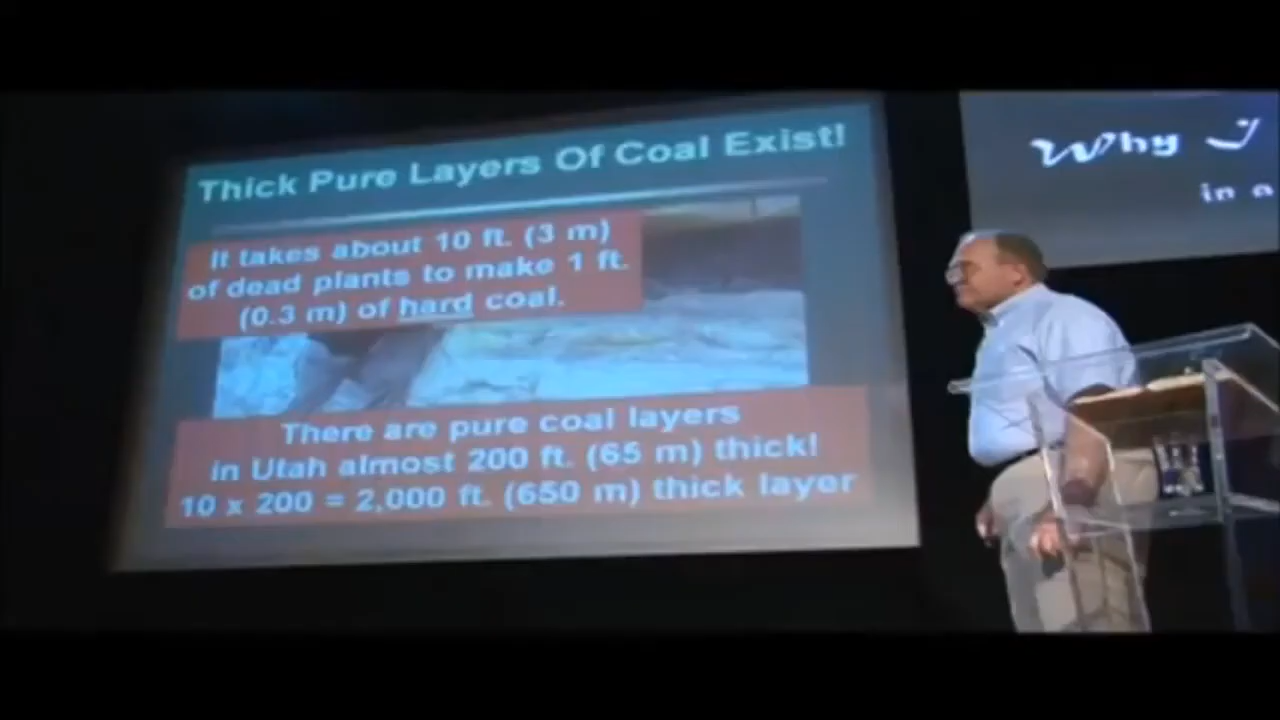 Thick Pure Layers Of Coal Exist!
It takes about 10 ft. (3 m)
of dead plants to make 1 ft.
(0.3 m) of hard coal.
There are pure coal layers
in Utah almost 200 ft. (65 m) thick!
10 x 200 = 2,000 ft. (650 m) thick layer
Why I
in a